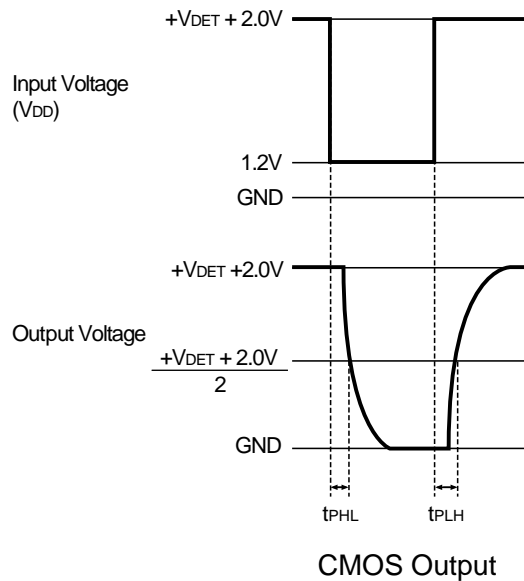 +VDET + 2.0V
Input Voltage
(VDD)
1.2V
GND
+VDET +2.0V
Output Voltage
+VDET + 2.0V
2
GND
tPHL
tPLH
CMOS Output